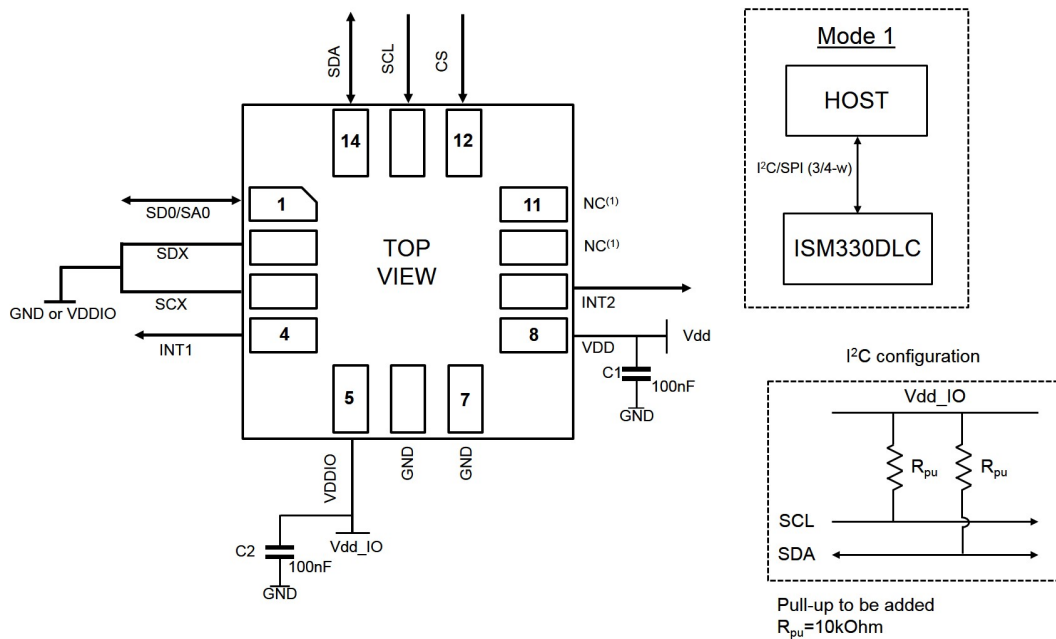 SDA
SCL
CS
14
12
1
SD0/SA0
SDX
SCX
GND or VDDIO
4
INT1
TOP
VIEW
11
NC(1)
NC(1)
INT2
8
VDD
Vdd
C1
100nF
GND
5
7
VDDIO
GND
GND
C2
100nF
GND
Vdd_IO
Mode 1
HOST
I²C/SPI (3/4-w)
ISM330DLC
I²C configuration
Vdd_IO
Rpu
Rpu
SCL
SDA
Pull-up to be added
Rpu=10kOhm